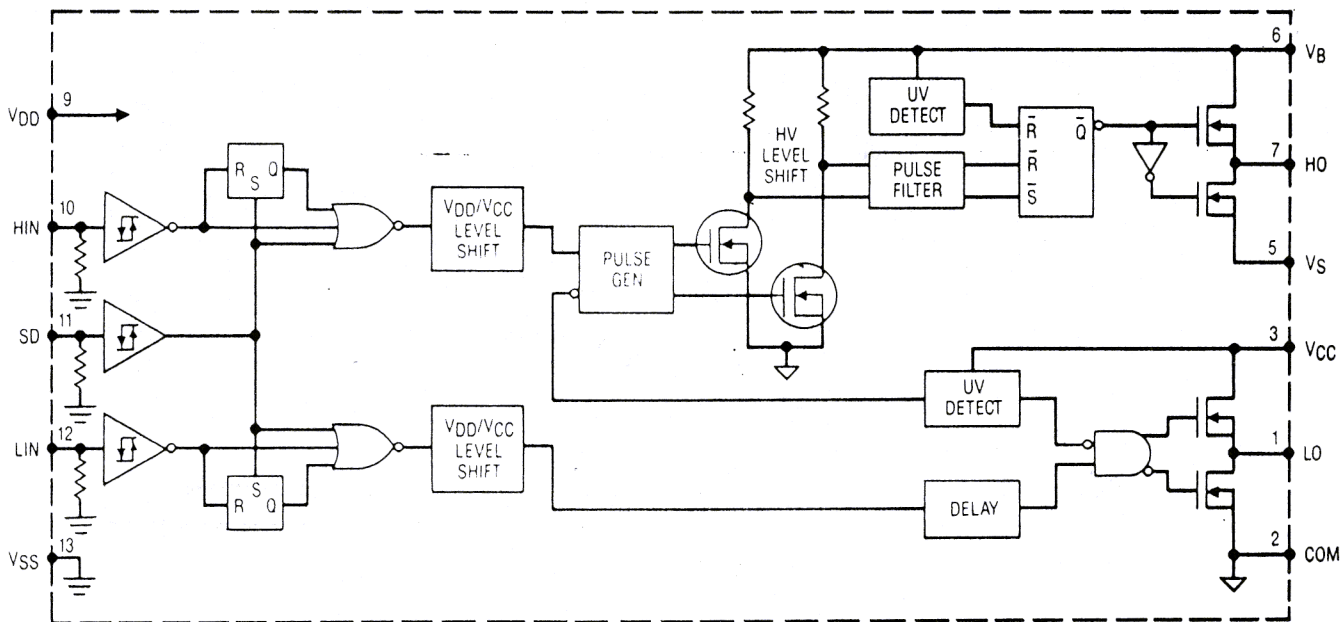 6
VB
VDD
9
UV
DETECT
R̅
Q̅
HV
LEVEL
SHIFT
R̅
7
HO
PULSE
FILTER
S̅
R
S
Q
10
HIN
VDD/VCC
LEVEL
SHIFT
PULSE
GEN
5
VS
11
SD
3
VCC
UV
DETECT
12
LIN
VDD/VCC
LEVEL
SHIFT
1
LO
R
S
Q
DELAY
13
VSS
2
COM